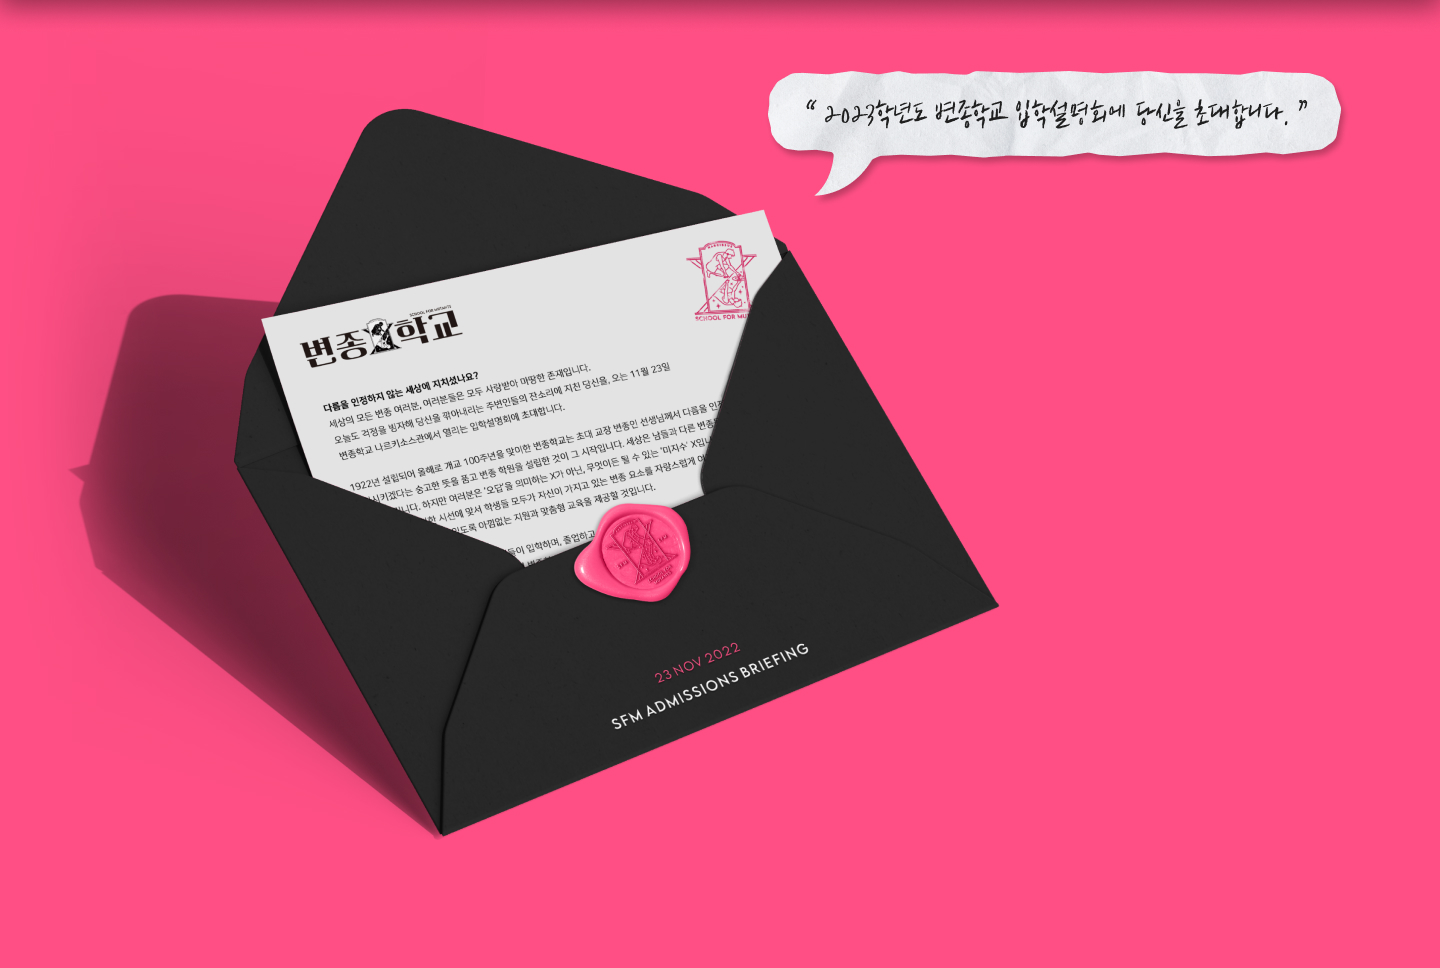 “ 2023학년도 변종학교 입학설명회에 당신을 초대합니다. ”
SCHOOL FOR MUTANTS
변종학교
SCHOOL FOR MU
다름을 인정하지 않는 세상에 지치셨나요?
세상의 모든 변종 여러분, 여러분들은 모두 사랑받아 마땅한 존재입니다.
오늘도 걱정을 빙자해 당신을 깎아내리는 주변인들의 잔소리에 지친 당신을, 오는 11월 23일
변종학교 나르키소스관에서 열리는 입학설명회에 초대합니다.
1922년 설립되어 올해로 개교 100주년을 맞이한 변종학교는 초대 교장 변종인 선생님께서 다름을 인정
시키겠다는 숭고한 뜻을 품고 변종 학원을 설립한 것이 그 시작입니다. 세상은 남들과 다른 변종
니다. 하지만 여러분은 '오답'을 의미하는 X가 아닌, 무엇이든 될 수 있는 '미지수' X입니
한 시선에 맞서 학생들 모두가 자신이 가지고 있는 변종 요소를 자랑스럽게 여
있도록 아낌없는 지원과 맞춤형 교육을 제공할 것입니다.
들이 입학하며, 졸업하고
23 NOV 2022
SFM ADMISSIONS BRIEFING